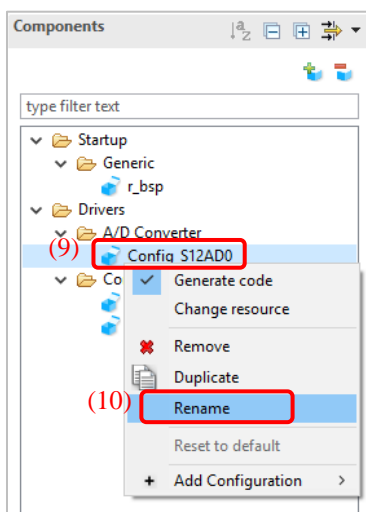 Components
type filter text
Startup
Generic
r_bsp
Drivers
A/D Converter
(9) Config_S12AD0
Co
Generate code
Change resource
Remove
Duplicate
(10) Rename
Reset to default
Add Configuration